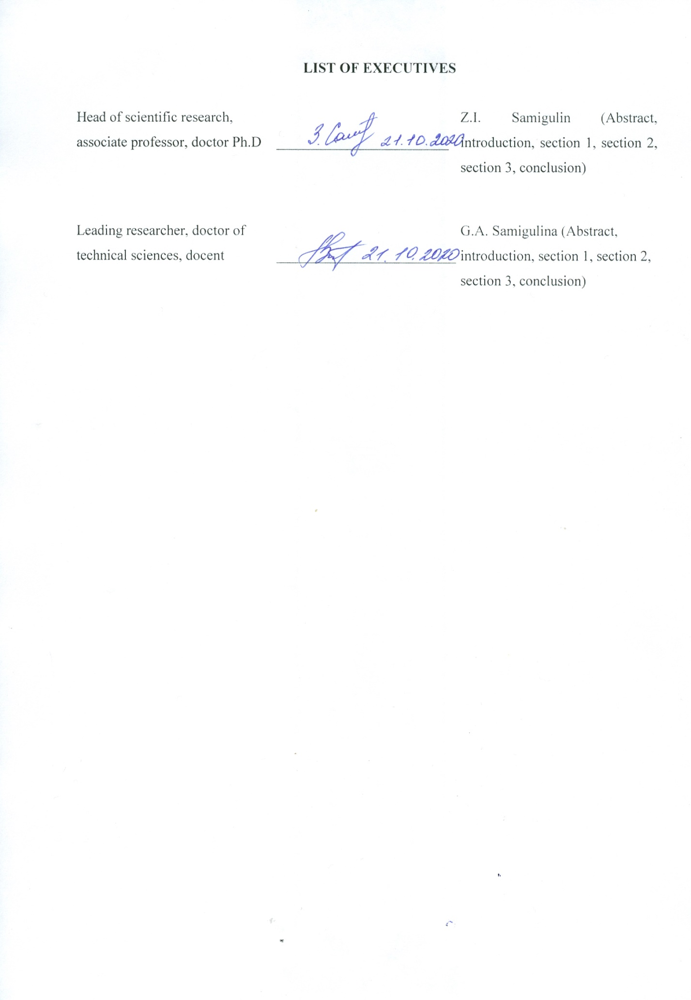 LIST OF EXECUTIVES
Head of scientific research,
associate professor, doctor Ph.D
21.10.2020
Z.I. Samigulin (Abstract,
introduction, section 1, section 2,
section 3, conclusion)
Leading researcher, doctor of
technical sciences, docent
21.10.2020
G.A. Samigulina (Abstract,
introduction, section 1, section 2,
section 3, conclusion)